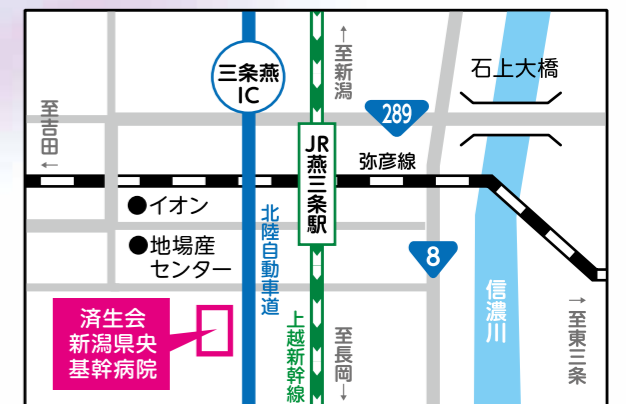 三条燕
IC
↑至新潟
石上大橋
289
至吉田←
JR燕三条駅
弥彦線
●イオン
●地場産
センター
北陸自動車道
8
信濃川
済生会
新潟県央
基幹病院
上越新幹線
至長岡→
→至東三条